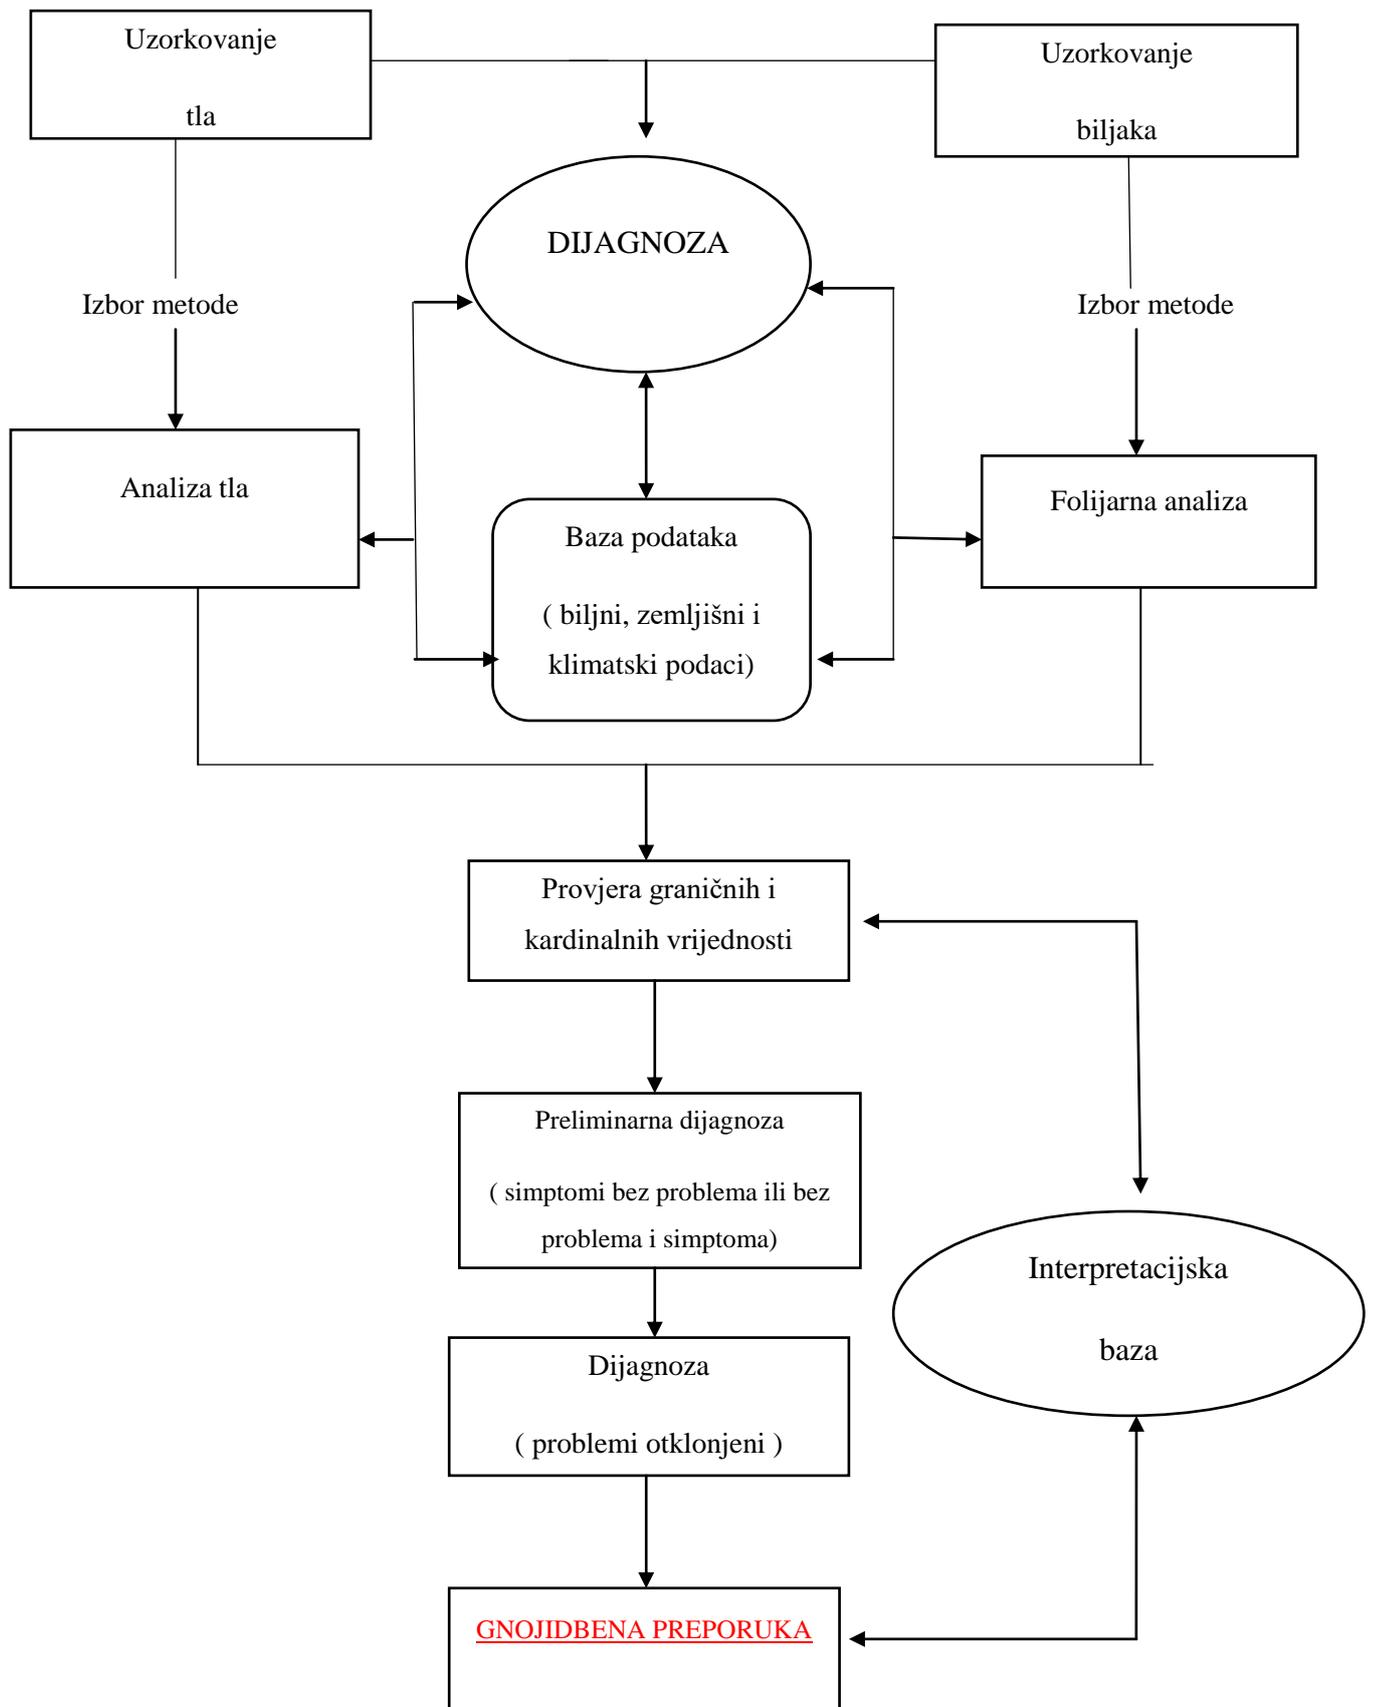 Uzorkovanje
tla
Uzorkovanje
biljaka
DIJAGNOZA
Izbor metode
Izbor metode
Analiza tla
Baza podataka
( biljni, zemljišni i
klimatski podaci)
Folijarna analiza
Provjera graničnih i
kardinalnih vrijednosti
Preliminarna dijagnoza
( simptomi bez problema ili bez
problema i simptoma)
Interpretacijska
baza
Dijagnoza
( problemi otklonjeni )
GNOJIDBENA PREPORUKA